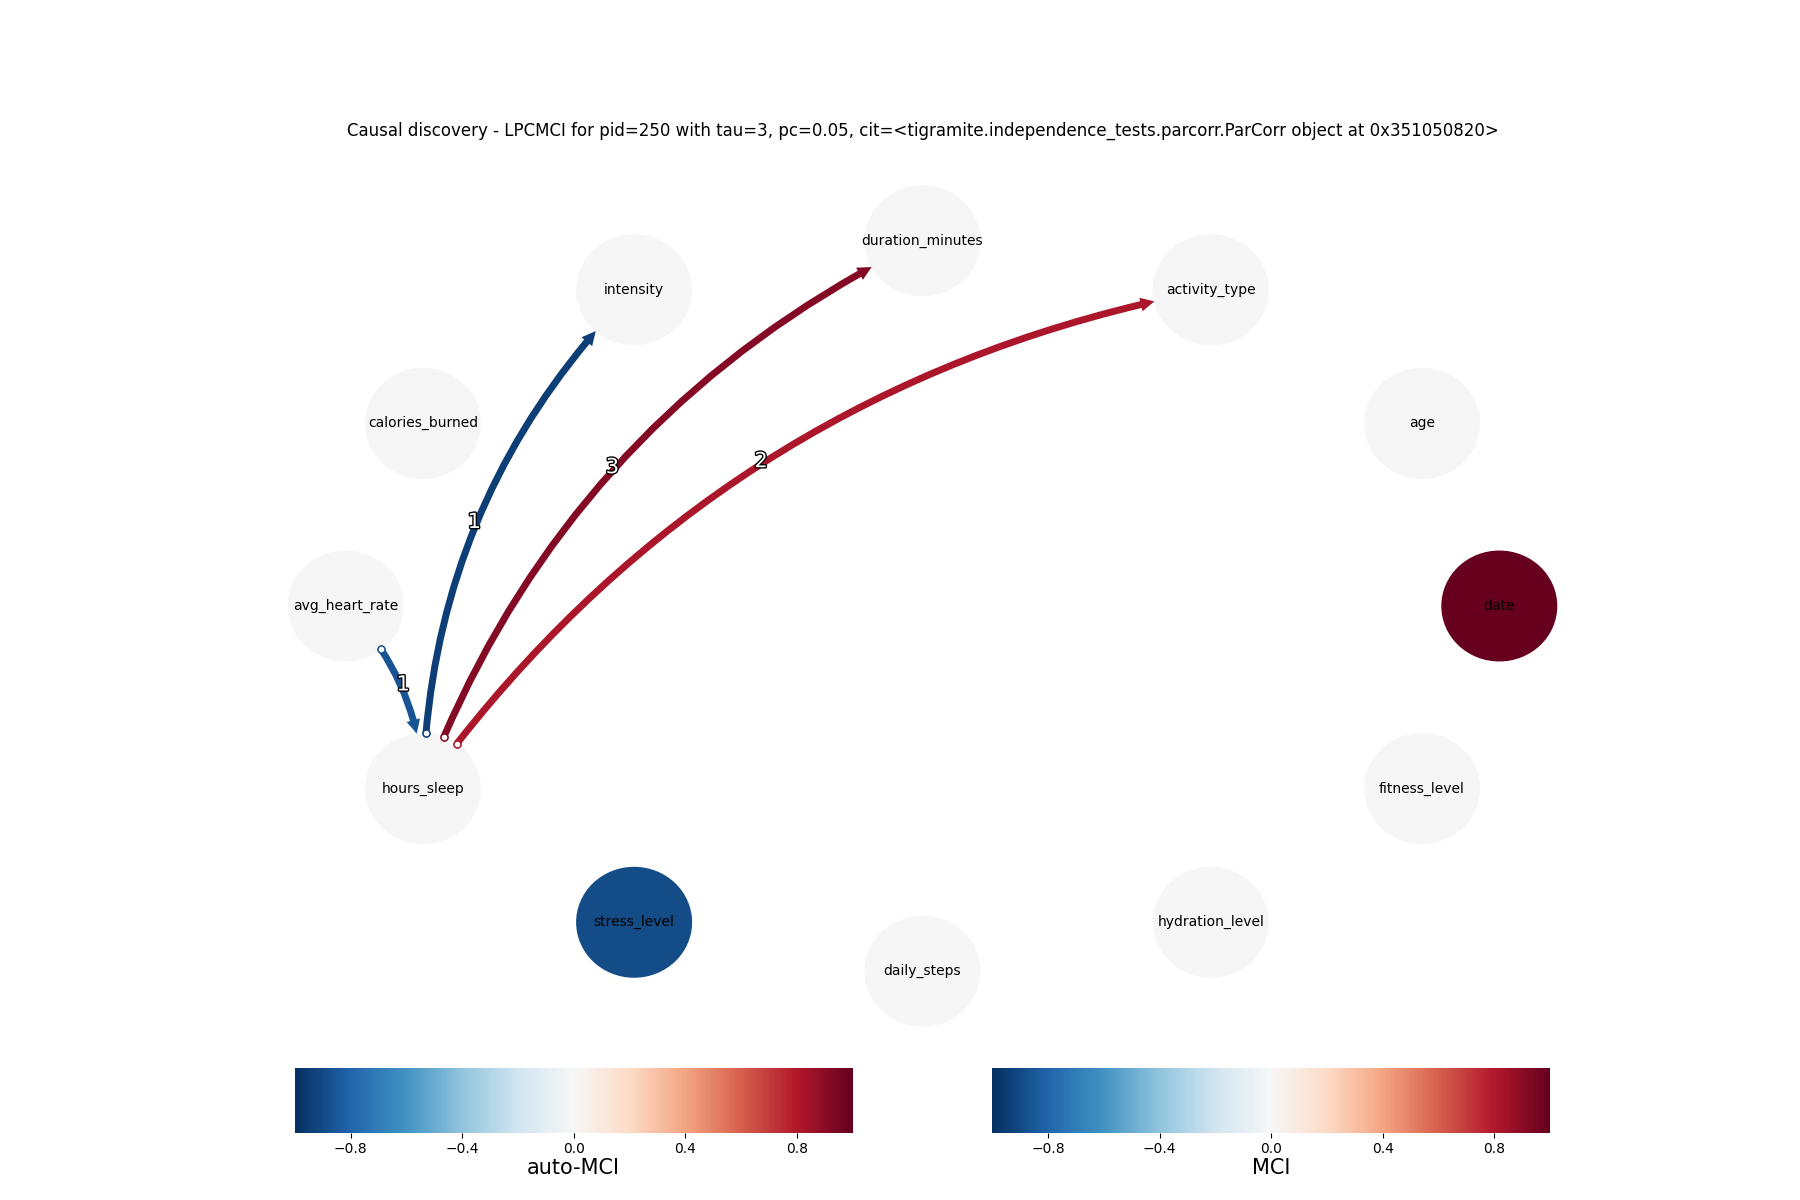 Causal discovery - LPCMCI for pid=250 with tau=3, pc=0.05, cit=<tigramite.independence_tests.parcorr.ParCorr object at 0x351050820>
duration_minutes
intensity
activity_type
calories_burned
age
3
2
1
avg_heart_rate
date
1
hours_sleep
fitness_level
stress_level
hydration_level
daily_steps
−0.8 −0.4 0.0 0.4 0.8
auto-MCI
−0.8 −0.4 0.0 0.4 0.8
MCI